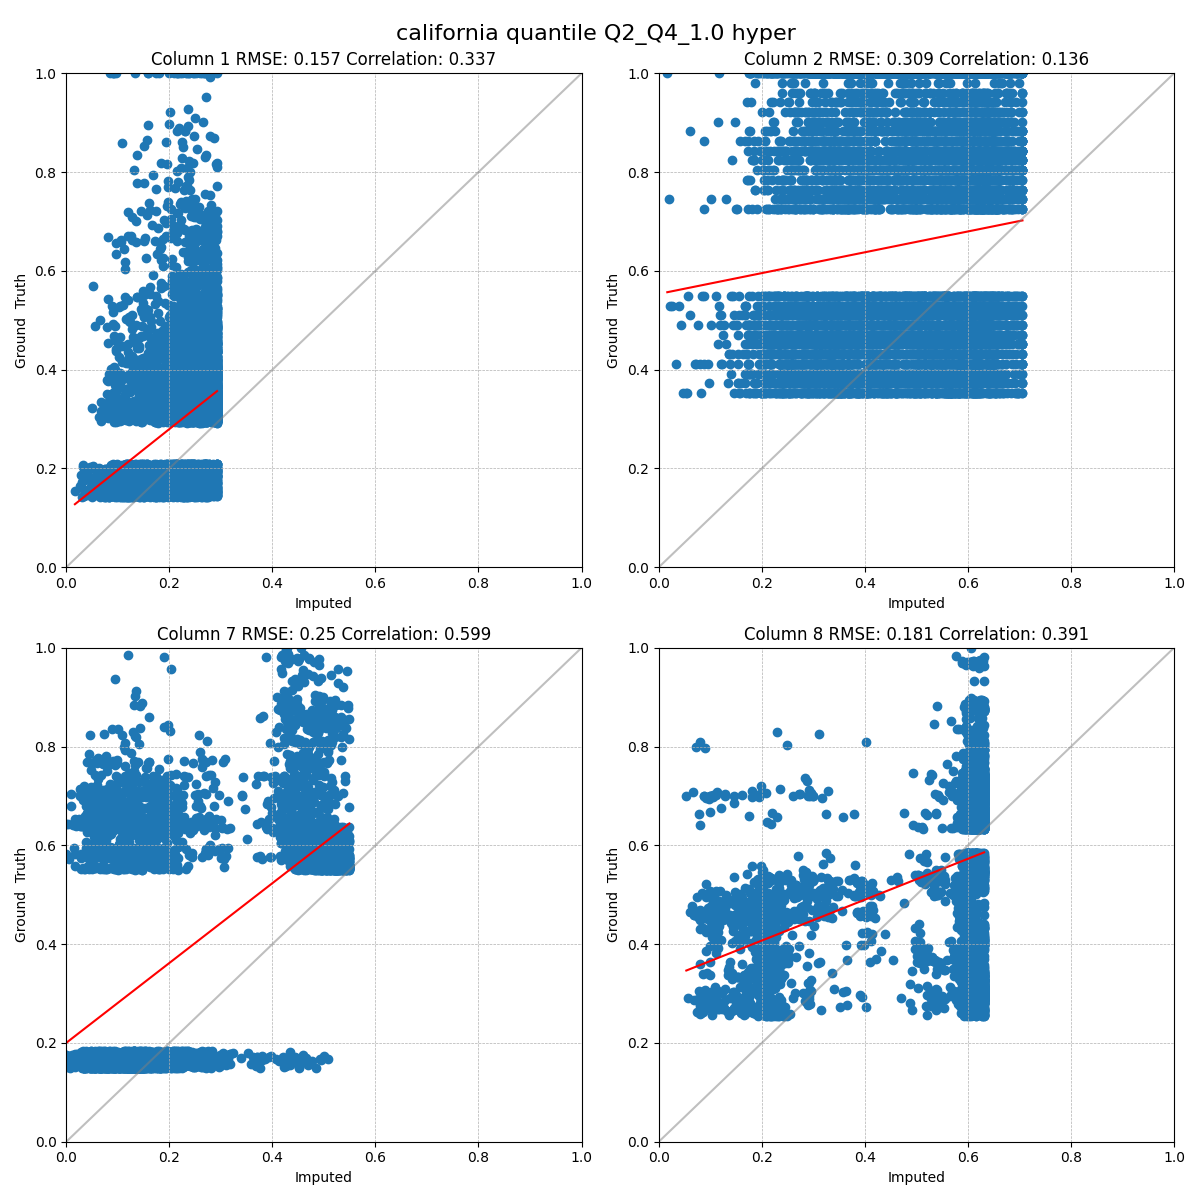 california quantile Q2_Q4_1.0 hyper
Column 1 RMSE: 0.157 Correlation: 0.337
1.0
0.8
0.6
0.4
0.2
0.0
Ground Truth
0.0 0.2 0.4 0.6 0.8 1.0
Imputed
Column 2 RMSE: 0.309 Correlation: 0.136
1.0
0.8
0.6
0.4
0.2
0.0
Ground Truth
0.0 0.2 0.4 0.6 0.8 1.0
Imputed
Column 7 RMSE: 0.25 Correlation: 0.599
1.0
0.8
0.6
0.4
0.2
0.0
Ground Truth
0.0 0.2 0.4 0.6 0.8 1.0
Imputed
Column 8 RMSE: 0.181 Correlation: 0.391
1.0
0.8
0.6
0.4
0.2
0.0
Ground Truth
0.0 0.2 0.4 0.6 0.8 1.0
Imputed